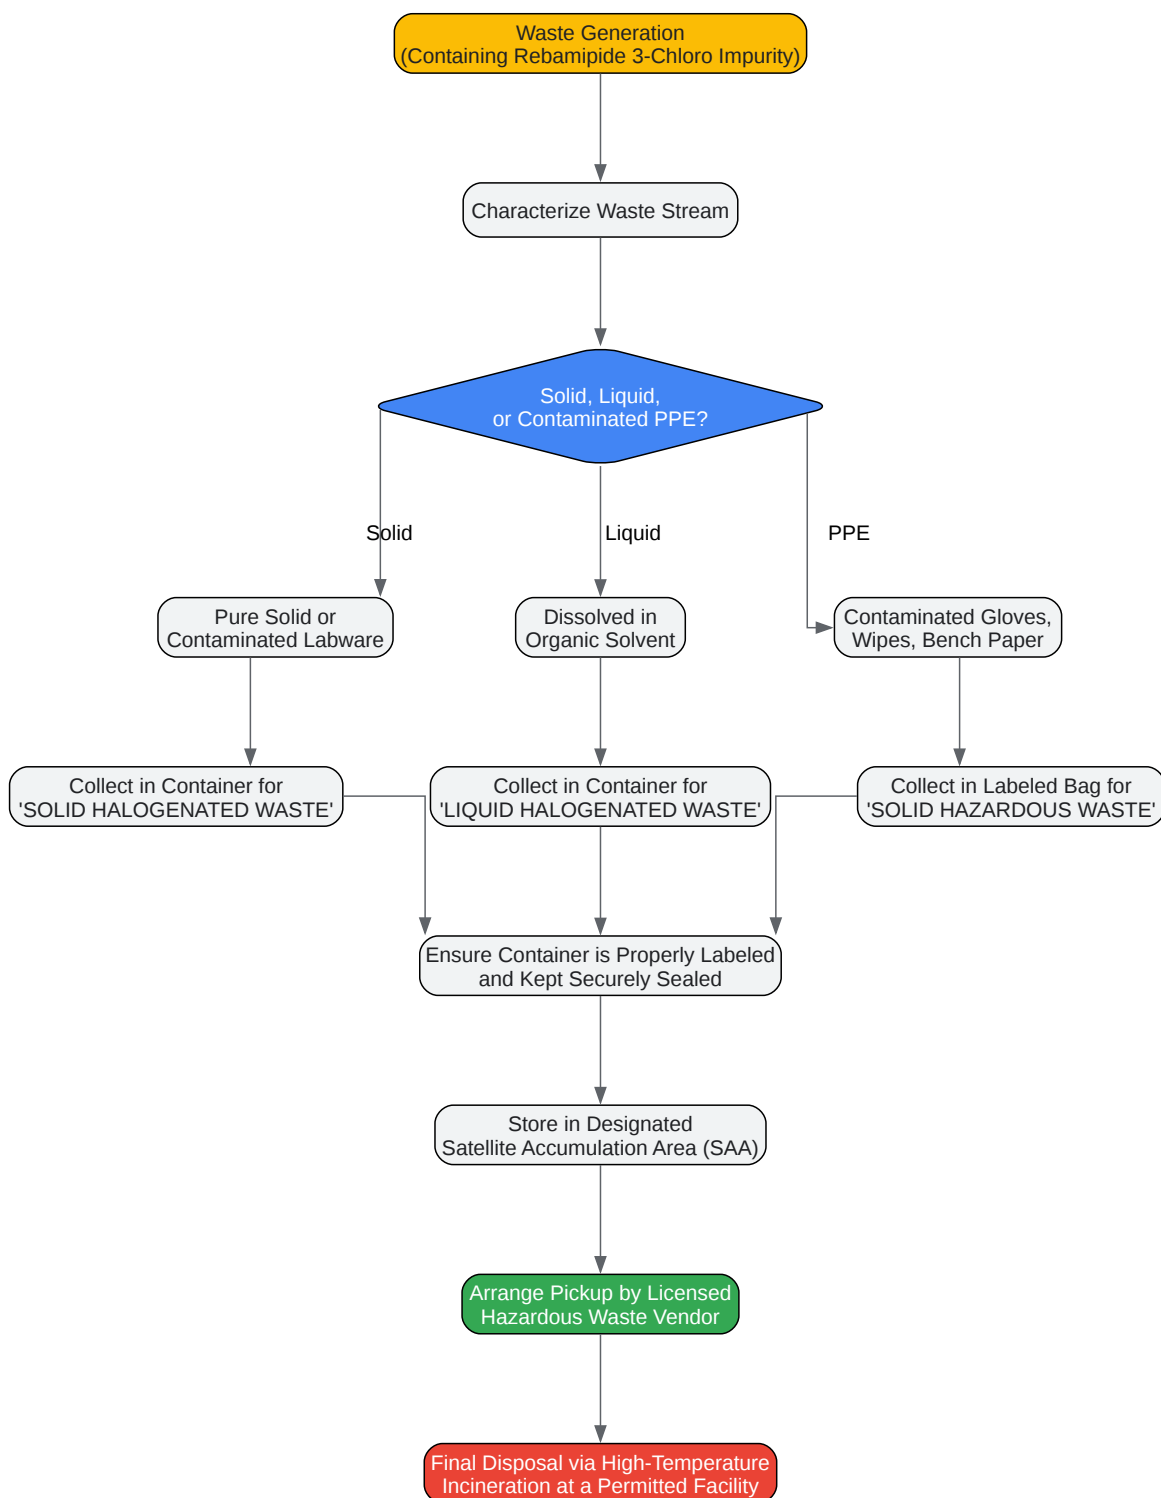 Waste Generation
(Containing Rebamipide 3-Chloro Impurity)
Characterize Waste Stream
Solid, Liquid,
or Contaminated PPE?
Solid
Liquid
PPE
Pure Solid or
Contaminated Labware
Dissolved in
Organic Solvent
Contaminated Gloves,
Wipes, Bench Paper
Collect in Container for
'SOLID HALOGENATED WASTE'
Collect in Container for
'LIQUID HALOGENATED WASTE'
Collect in Labeled Bag for
'SOLID HAZARDOUS WASTE'
Ensure Container is Properly Labeled
and Kept Securely Sealed
Store in Designated
Satellite Accumulation Area (SAA)
Arrange Pickup by Licensed
Hazardous Waste Vendor
Final Disposal via High-Temperature
Incineration at a Permitted Facility